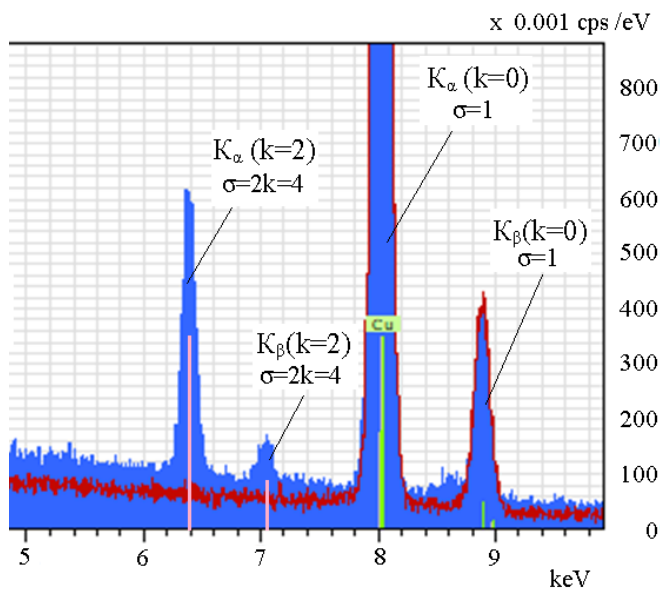 x 0.001 cps /eV
Kα (k=0)
σ=1
Kα (k=2)
σ=2k=4
Kβ(k=0)
σ=1
Kβ(k=2)
σ=2k=4
Cu
800
700
600
500
400
300
200
100
0
5 6 7 8 9
keV